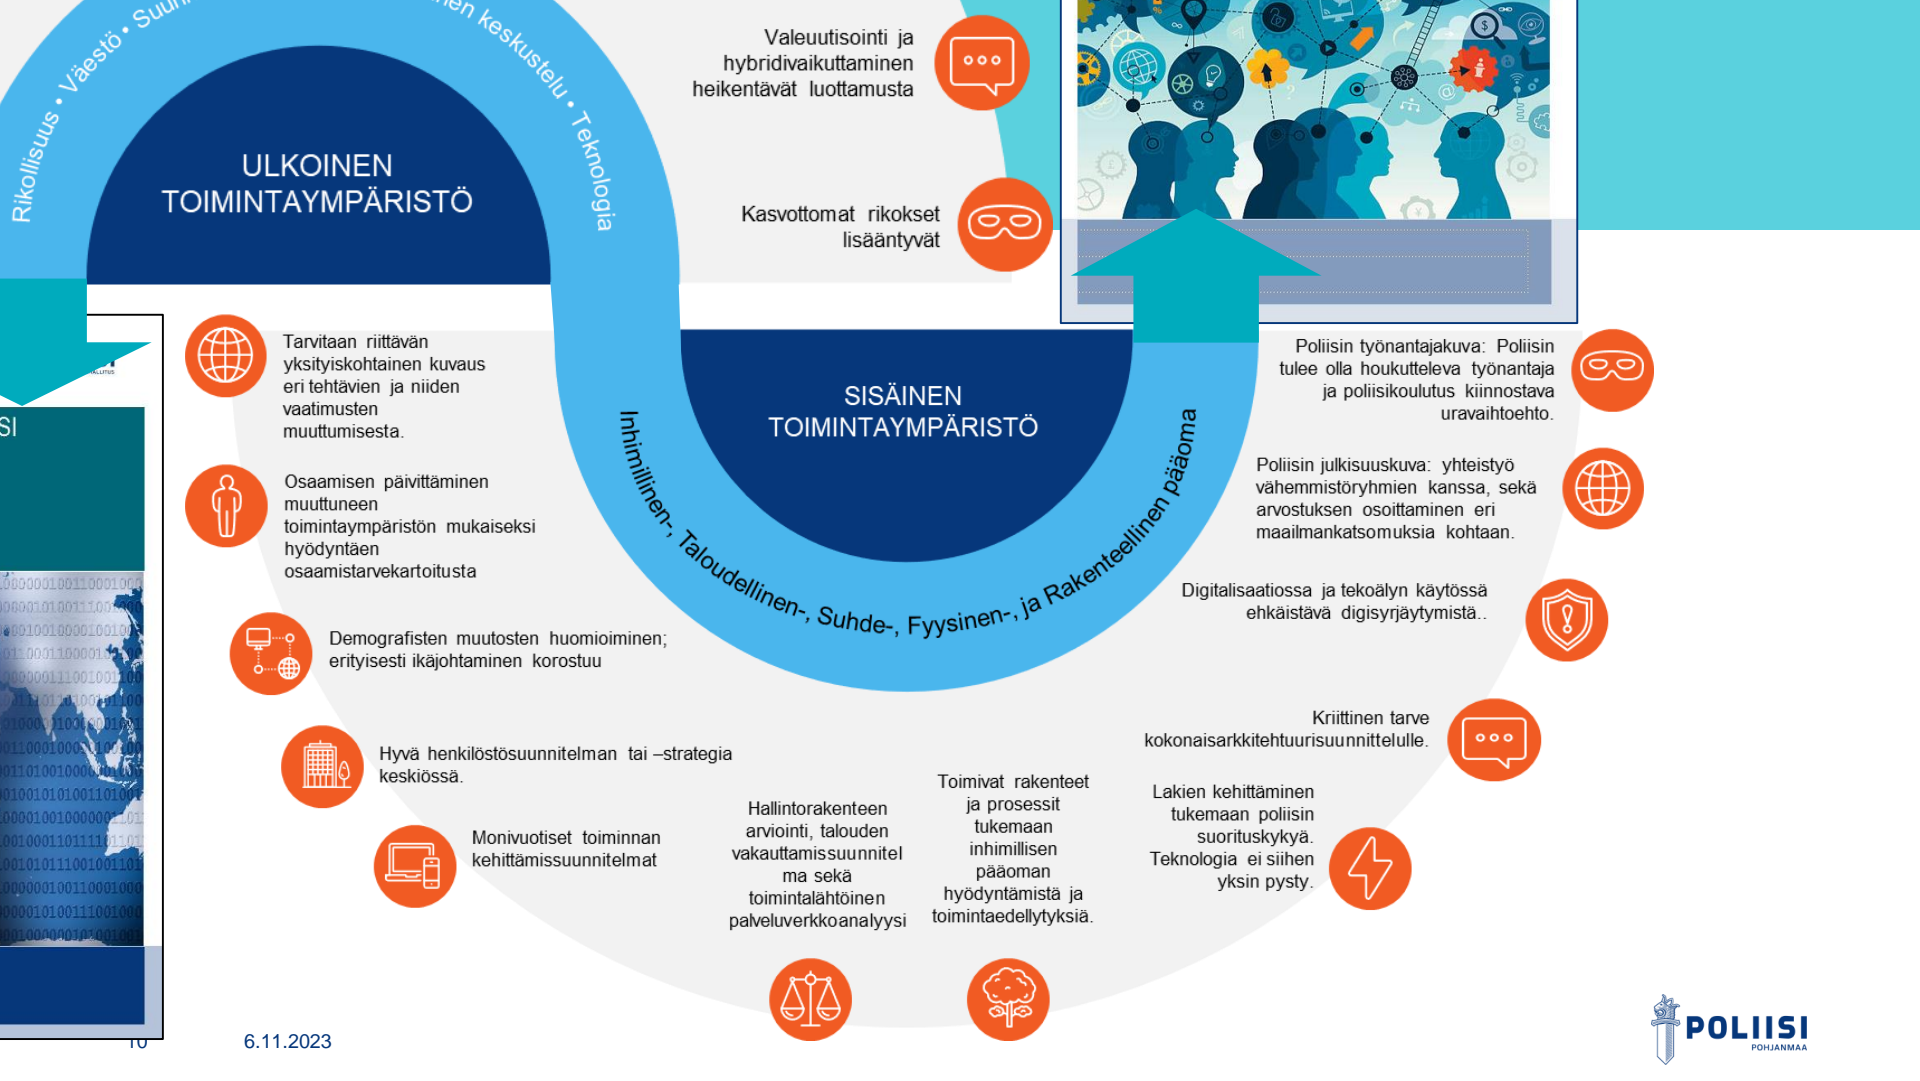 Rikollisuus • Väestö •
keskustelu • Teknologia
ULKOINEN
TOIMINTAYMPÄRISTÖ
Valeuutisointi ja
hybridivaikuttaminen
heikentävät luottamusta
Kasvottomat rikokset
lisääntyvät
SISÄINEN
TOIMINTAYMPÄRISTÖ
Inhimillinen-, Taloudellinen-, Suhde-, Fyysinen-, ja Rakenteellinen pääoma
Tarvitaan riittävän
yksityiskohtainen kuvaus
eri tehtävien ja niiden
vaatimusten
muuttumisesta.
Osaamisen päivittäminen
muuttuneen
toimintaympäristön mukaiseksi
hyödyntäen
osaamistarvekartoitusta
Demografisten muutosten huomioiminen;
erityisesti ikäjohtaminen korostuu
Hyvä henkilöstösuunnitelman tai –strategia
keskiössä.
Monivuotiset toiminnan
kehittämissuunnitelmat
Hallintorakenteen
arviointi, talouden
vakauttamissuunnitel
ma sekä
toimintalähtöinen
palveluverkkoanalyysi
Toimivat rakenteet
ja prosessit
tukemaan
inhimillisen
pääoman
hyödyntämistä ja
toimintaedellytyksiä.
Poliisin työnantajakuva: Poliisin
tulee olla houkutteleva työnantaja
ja poliisikoulutus kiinnostava
uravaihtoehto.
Poliisin julkisuuskuva: yhteistyö
vähemmistöryhmien kanssa, sekä
arvostuksen osoittaminen eri
maailmankatsomuksia kohtaan.
Digitalisaatiossa ja tekoälyn käytössä
ehkäistävä digisyrjäytymistä..
Kriittinen tarve
kokonaisarkkitehtuurisuunnittelulle.
Lakien kehittäminen
tukemaan poliisin
suorituskykyä.
Teknologia ei siihen
yksin pysty.
SI
10
6.11.2023
POLIISI
POHJANMAA